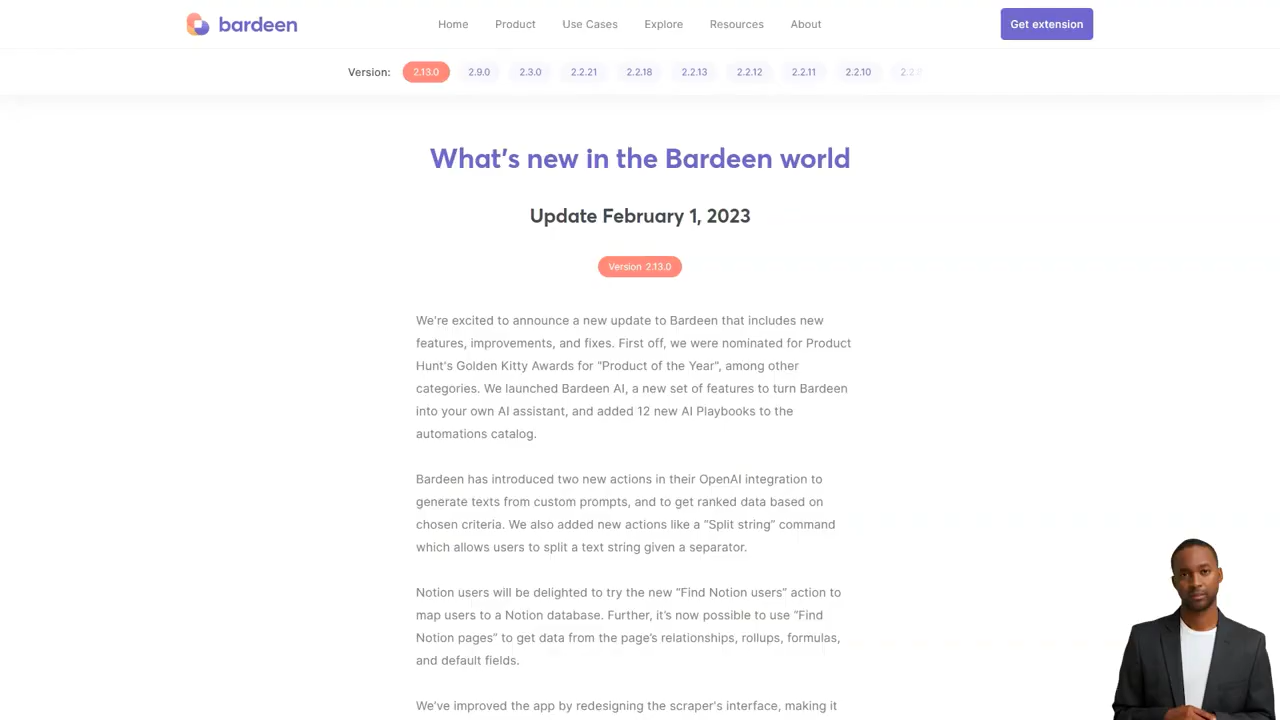 bardeen
Home Product Use Cases Explore Resources About
Get extension
Version: 2.13.0 2.9.0 2.3.0 2.2.21 2.2.18 2.2.13 2.2.12 2.2.11 2.2.10
What's new in the Bardeen world
Update February 1, 2023
Version 2.13.0
We're excited to announce a new update to Bardeen that includes new
features, improvements, and fixes. First off, we were nominated for Product
Hunt's Golden Kitty Awards for "Product of the Year", among other
categories. We launched Bardeen AI, a new set of features to turn Bardeen
into your own AI assistant, and added 12 new AI Playbooks to the
automations catalog.
Bardeen has introduced two new actions in their OpenAI integration to
generate texts from custom prompts, and to get ranked data based on
chosen criteria. We also added new actions like a "Split string" command
which allows users to split a text string given a separator.
Notion users will be delighted to try the new "Find Notion users" action to
map users to a Notion database. Further, it's now possible to use "Find
Notion pages" to get data from the page's relationships, rollups, formulas,
and default fields.
We've improved the app by redesigning the scraper's interface, making it